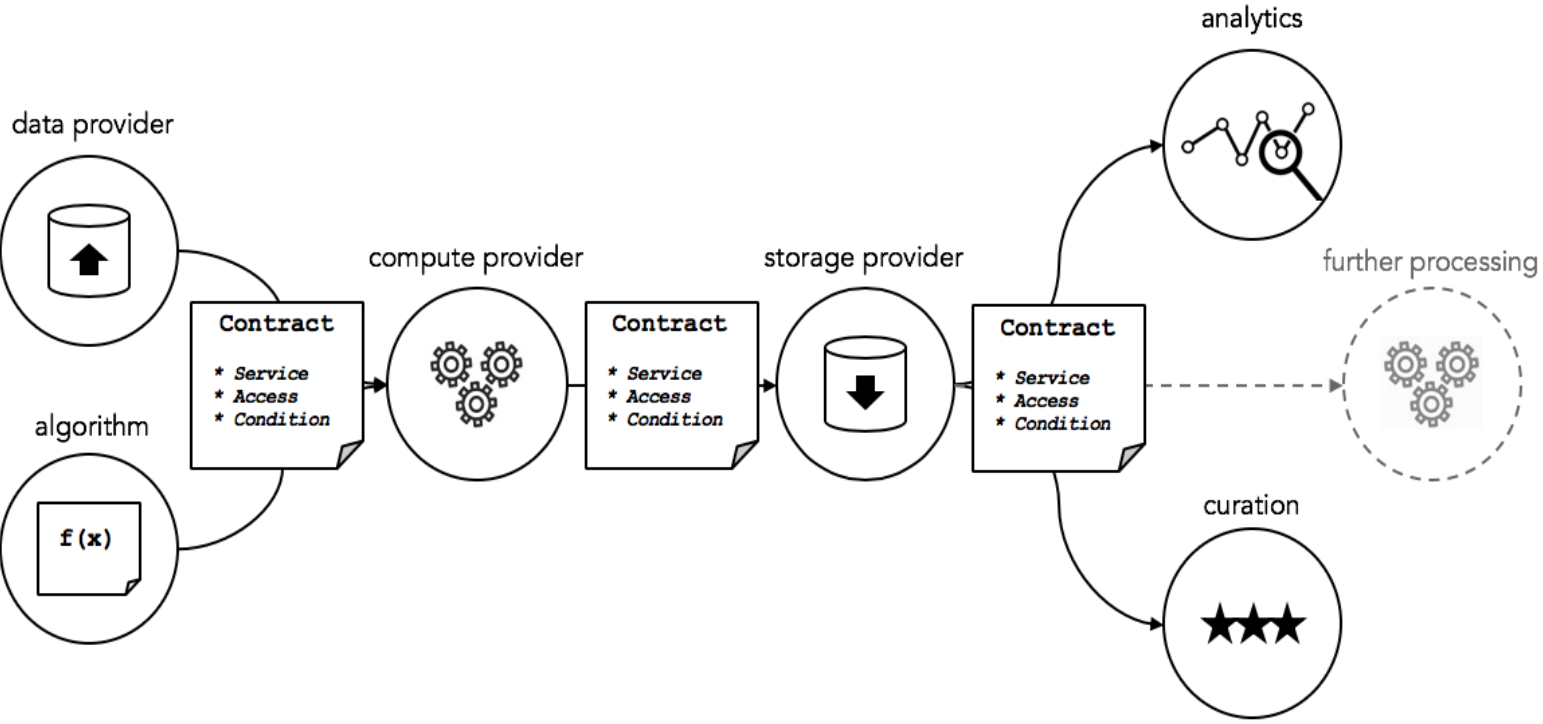 analytics
data provider
compute provider
storage provider
further processing
Contract
* Service
* Access
* Condition
Contract
* Service
* Access
* Condition
Contract
* Service
* Access
* Condition
algorithm
f(x)
curation